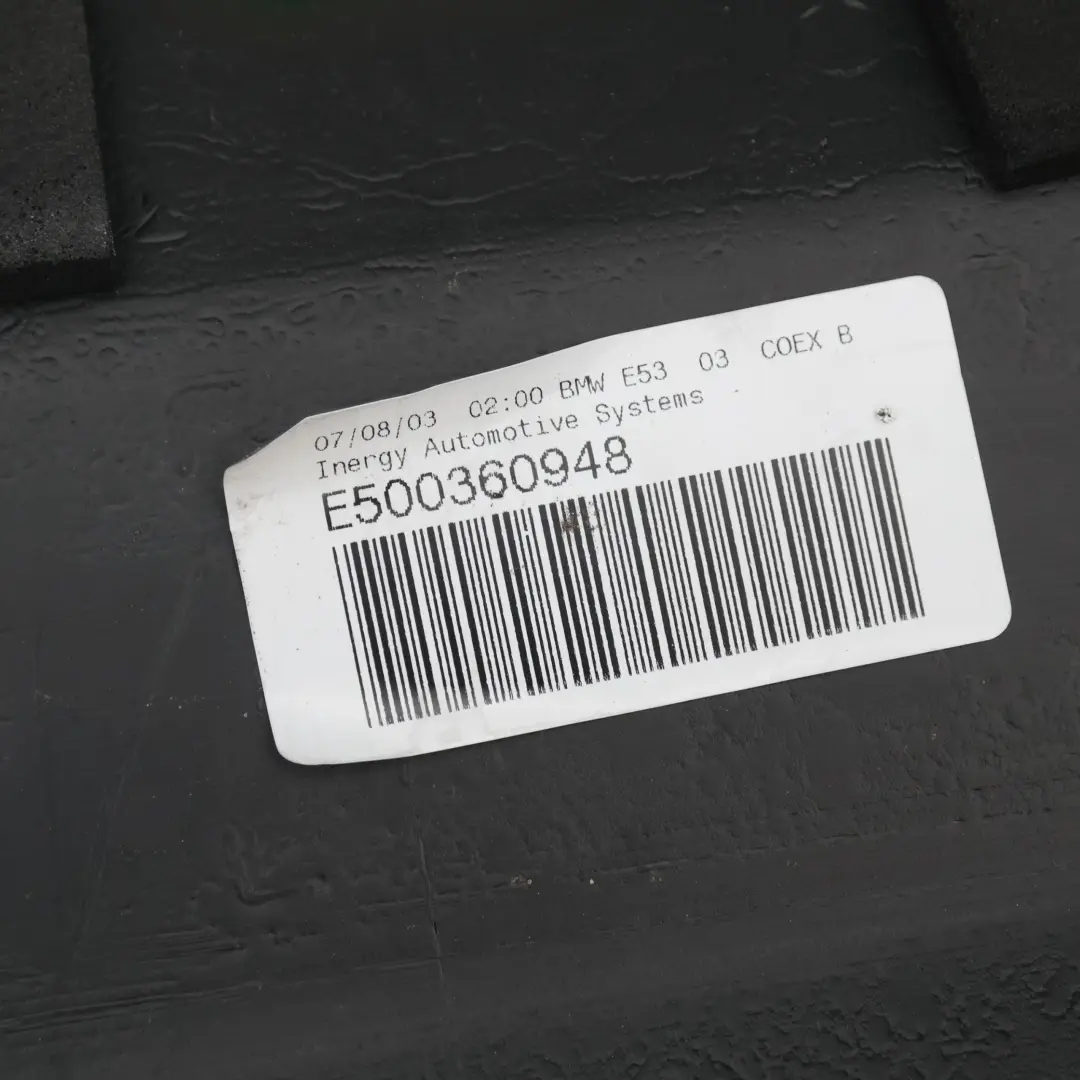 07/08/03 02:00 BMW E53 03 COEX B
Inergy Automotive Systems
E500360948